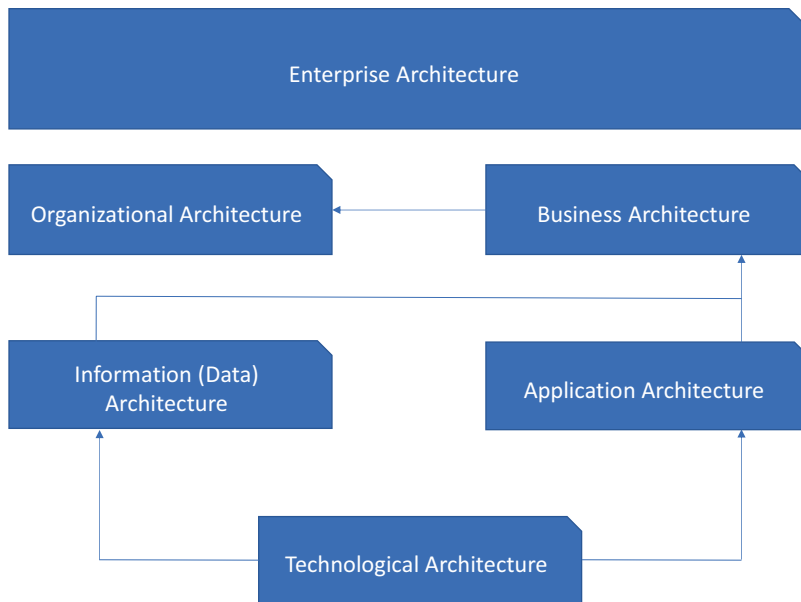 Enterprise Architecture
Organizational Architecture
Business Architecture
Information (Data)
Architecture
Application Architecture
Technological Architecture